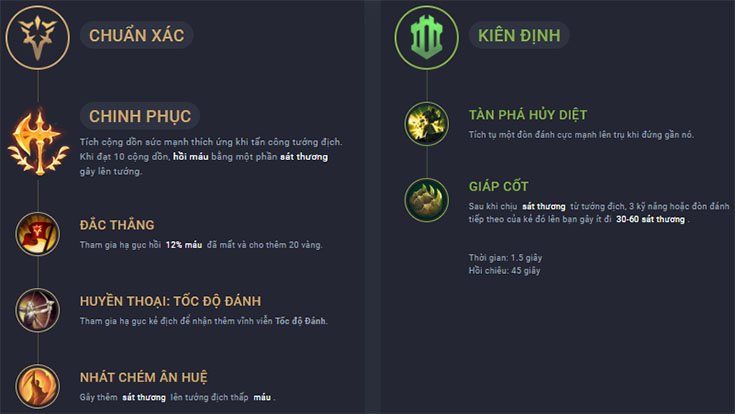 CHUẨN XÁC
CHINH PHỤC
Tích cộng dồn sức mạnh thích ứng khi tấn công tướng địch.
Khi đạt 10 cộng dồn, hồi máu bằng một phần sát thương
gây lên tướng.
ĐẮC THẮNG
Tham gia hạ gục hồi 12% máu đã mất và cho thêm 20 vàng.
HUYỀN THOẠI: TỐC ĐỘ ĐÁNH
Tham gia hạ gục kẻ địch để nhận thêm vĩnh viễn Tốc độ Đánh.
NHÁT CHÉM ÂN HUỆ
Gây thêm sát thương lên tướng địch thấp máu .
KIÊN ĐỊNH
TÀN PHÁ HỦY DIỆT
Tích tụ một đòn đánh cực mạnh lên trụ khi đứng gần nó.
GIÁP CỐT
Sau khi chịu sát thương từ tướng địch, 3 kỹ năng hoặc đòn đánh
tiếp theo của kẻ đó lên bạn gây ít đi 30-60 sát thương .
Thời gian: 1.5 giây
Hồi chiêu: 45 giây